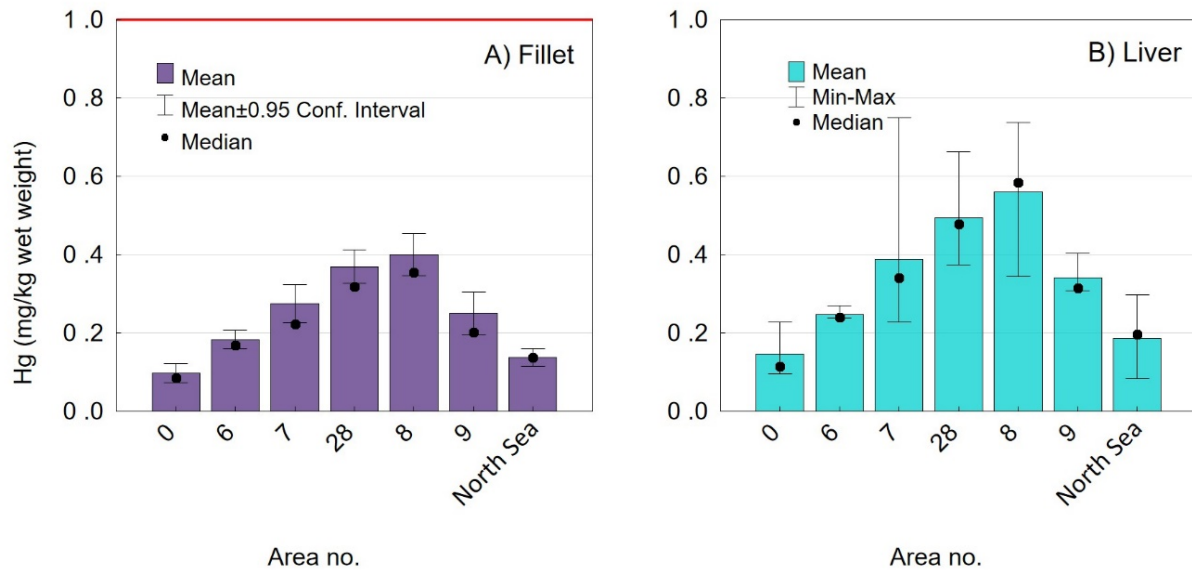 A) Fillet
Mean
Mean±0.95 Conf. Interval
Median
Hg (mg/kg wet weight)
1.0
0.8
0.6
0.4
0.2
0.0
0
6
7
28
8
9
North Sea
Area no.
B) Liver
Mean
Min-Max
Median
1.0
0.8
0.6
0.4
0.2
0.0
0
6
7
28
8
9
North Sea
Area no.